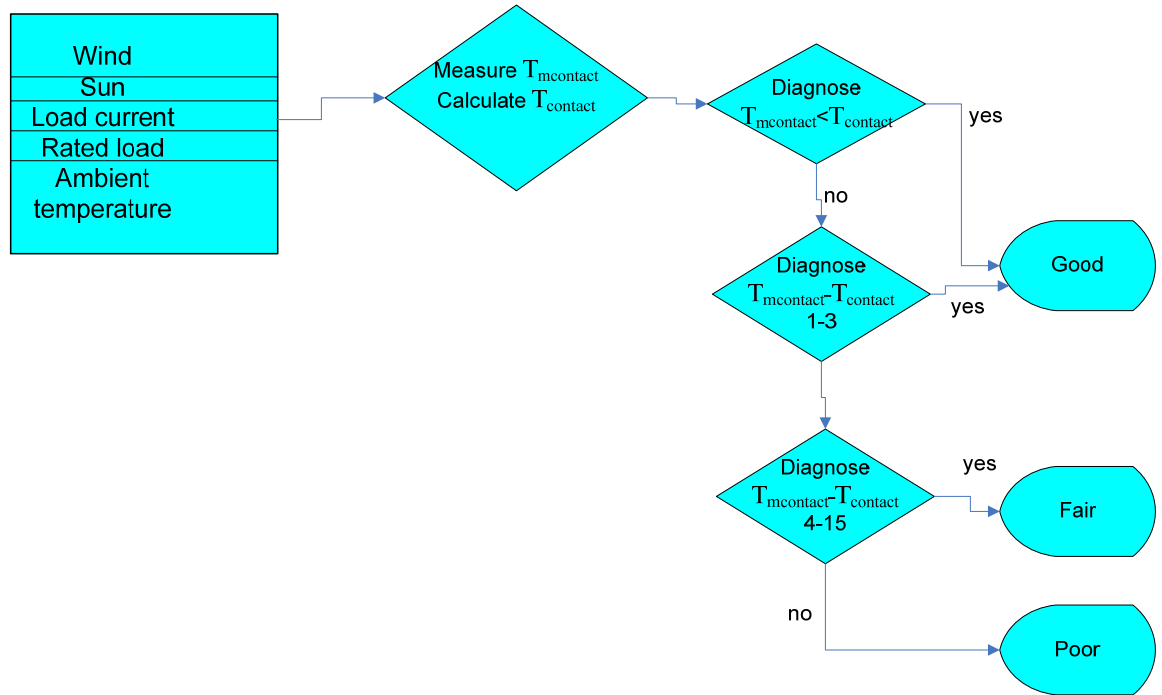 Wind
Sun
Load current
Rated load
Ambient
temperature
Measure Tmcontact
Calculate Tcontact
Diagnose
Tmcontact<Tcontact
yes
no
Diagnose
Tmcontact-Tcontact
1-3
yes
Good
Diagnose
Tmcontact-Tcontact
4-15
yes
Fair
no
Poor